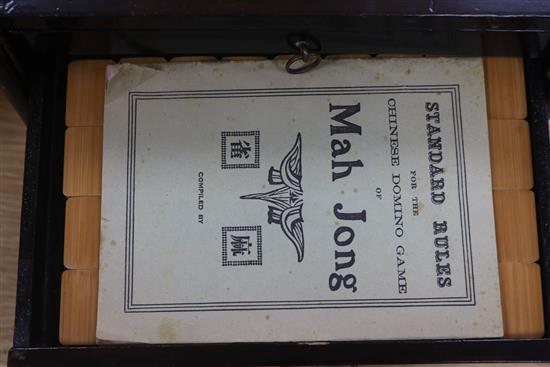 STANDARD RULES
FOR THE
CHINESE DOMINO GAME
OF
Mah Jong
雀 麻
COMPILED BY